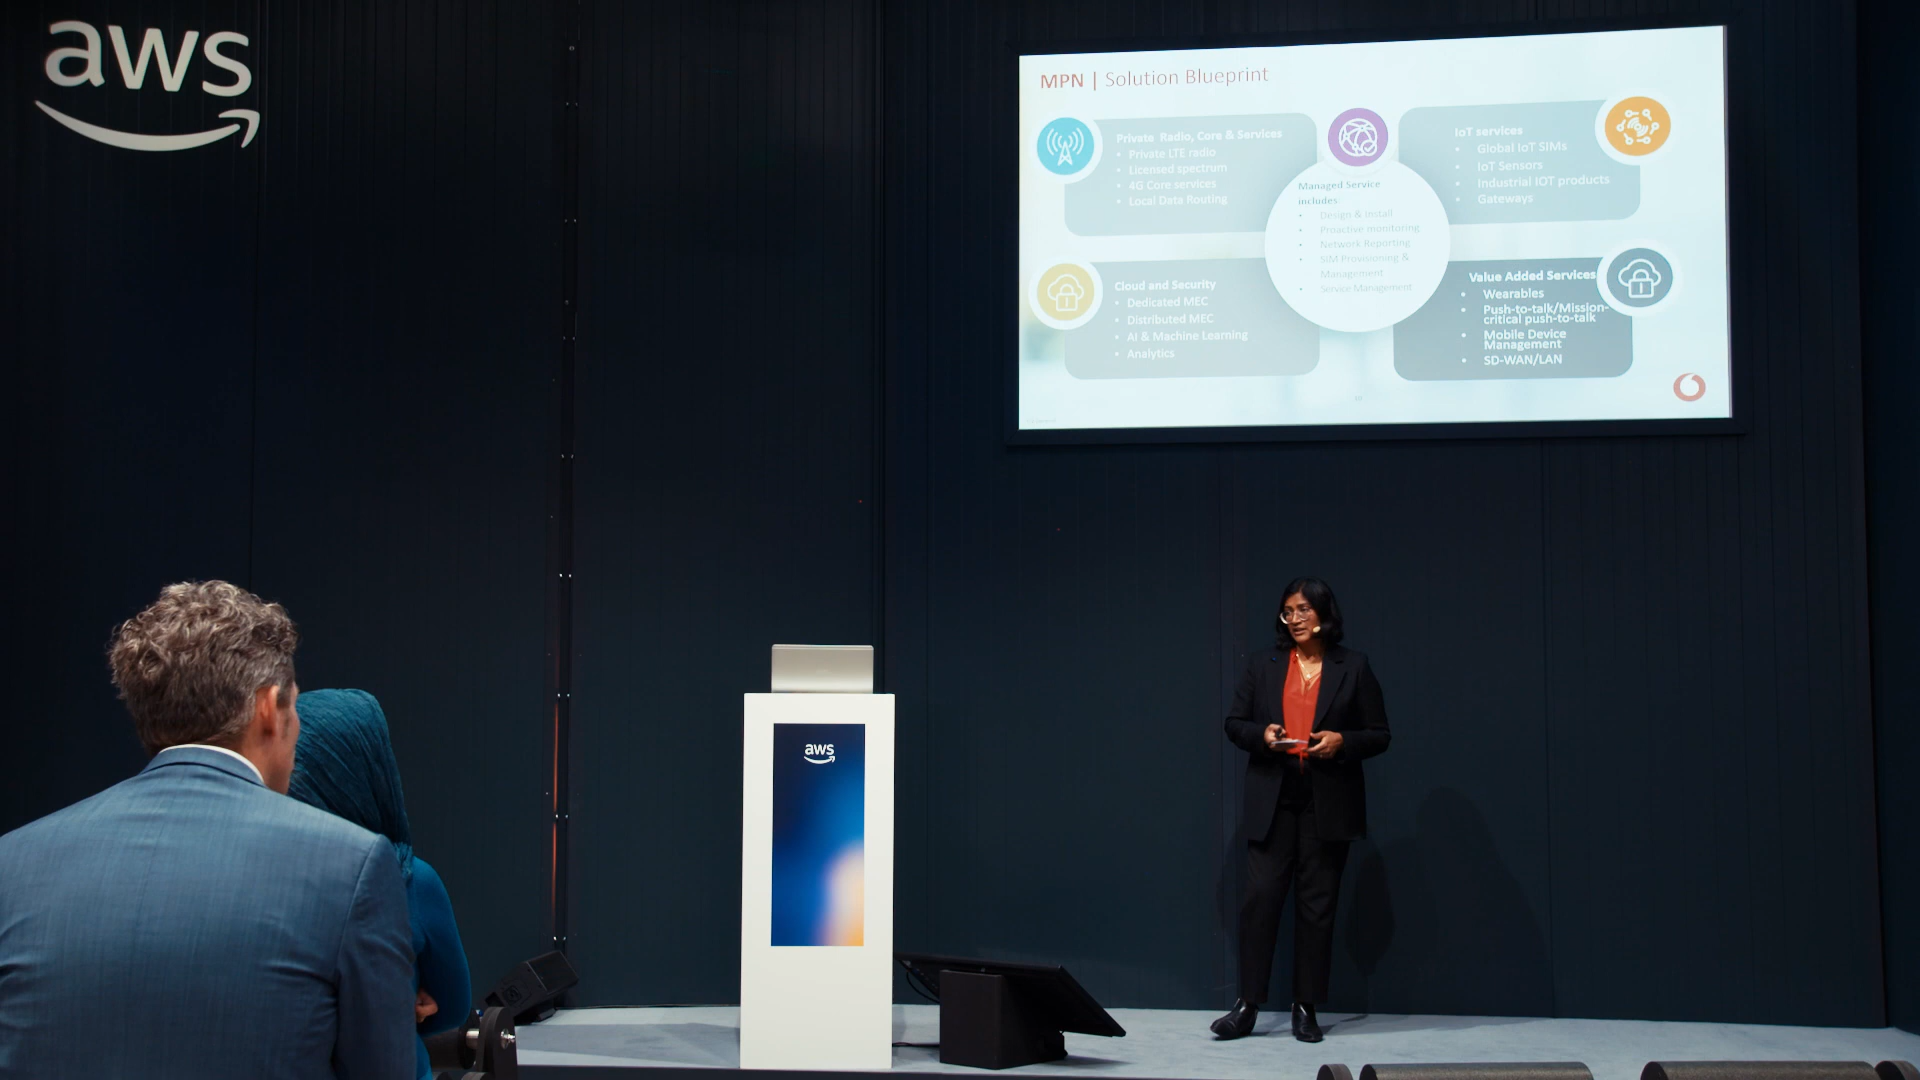 aws
MPN | Solution Blueprint
Private Radio, Core & Services
• Private LTE radio
• Licensed spectrum
• 4G Core services
• Local Data Routing
Managed Service
includes
• Design & Install
• Proactive monitoring
• Network Reporting
• SIM Provisioning &
Management
• Service Management
IoT services
• Global IoT SIMs
• IoT Sensors
• Industrial IOT products
• Gateways
Cloud and Security
• Dedicated MEC
• Distributed MEC
• AI & Machine Learning
• Analytics
Value Added Services
• Wearables
• Push-to-talk/Mission-
critical push-to-talk
• Mobile Device
Management
• SD-WAN/LAN
aws